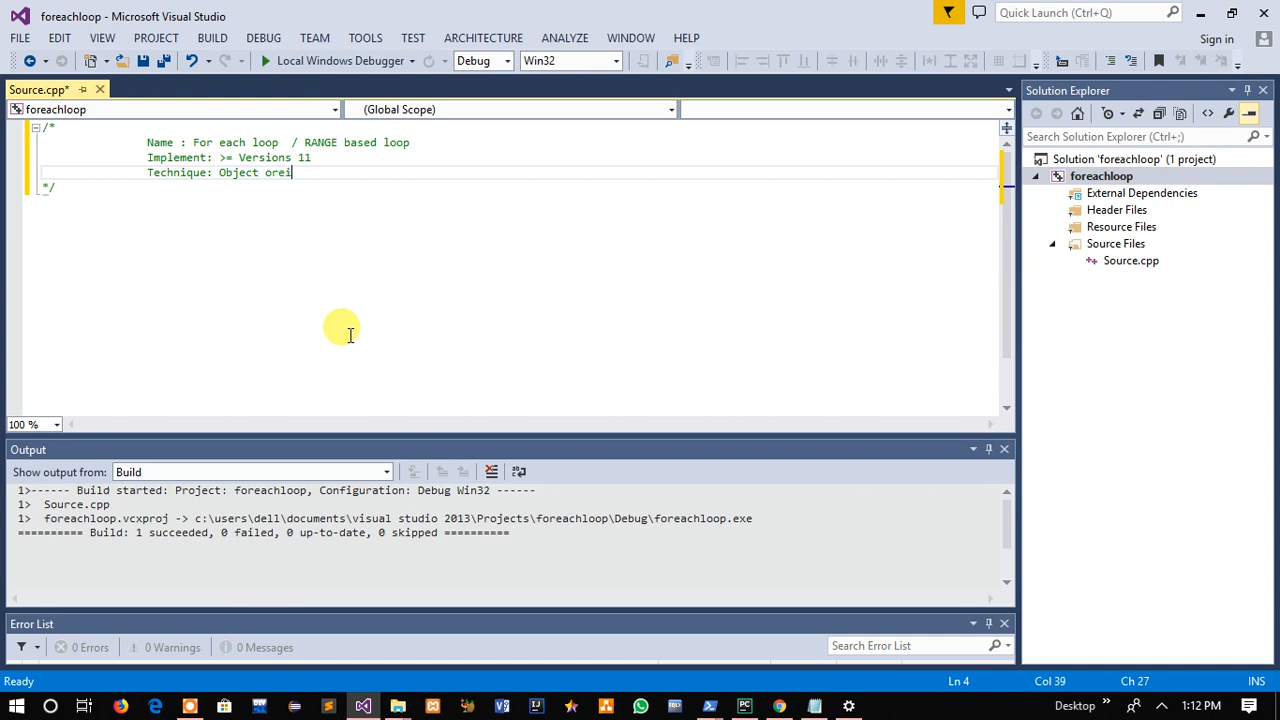 foreachloop - Microsoft Visual Studio
Quick Launch (Ctrl+Q)
FILE EDIT VIEW PROJECT BUILD DEBUG TEAM TOOLS TEST ARCHITECTURE ANALYZE WINDOW HELP
Sign in
Local Windows Debugger Debug Win32
Source.cpp*
foreachloop (Global Scope)
/*
Name : For each loop / RANGE based loop
Implement: >= Versions 11
Technique: Object orei
*/
100 %
Output
Show output from: Build
1>------ Build started: Project: foreachloop, Configuration: Debug Win32 ------
1> Source.cpp
1> foreachloop.vcxproj -> c:\users\dell\documents\visual studio 2013\Projects\foreachloop\Debug\foreachloop.exe
========== Build: 1 succeeded, 0 failed, 0 up-to-date, 0 skipped ==========
Error List
0 Errors 0 Warnings 0 Messages
Search Error List
Solution Explorer
Search Solution Explorer (Ctrl+;)
Solution 'foreachloop' (1 project)
foreachloop
External Dependencies
Header Files
Resource Files
Source Files
Source.cpp
Ready Ln 4 Col 39 Ch 27 INS
Desktop 1:12 PM